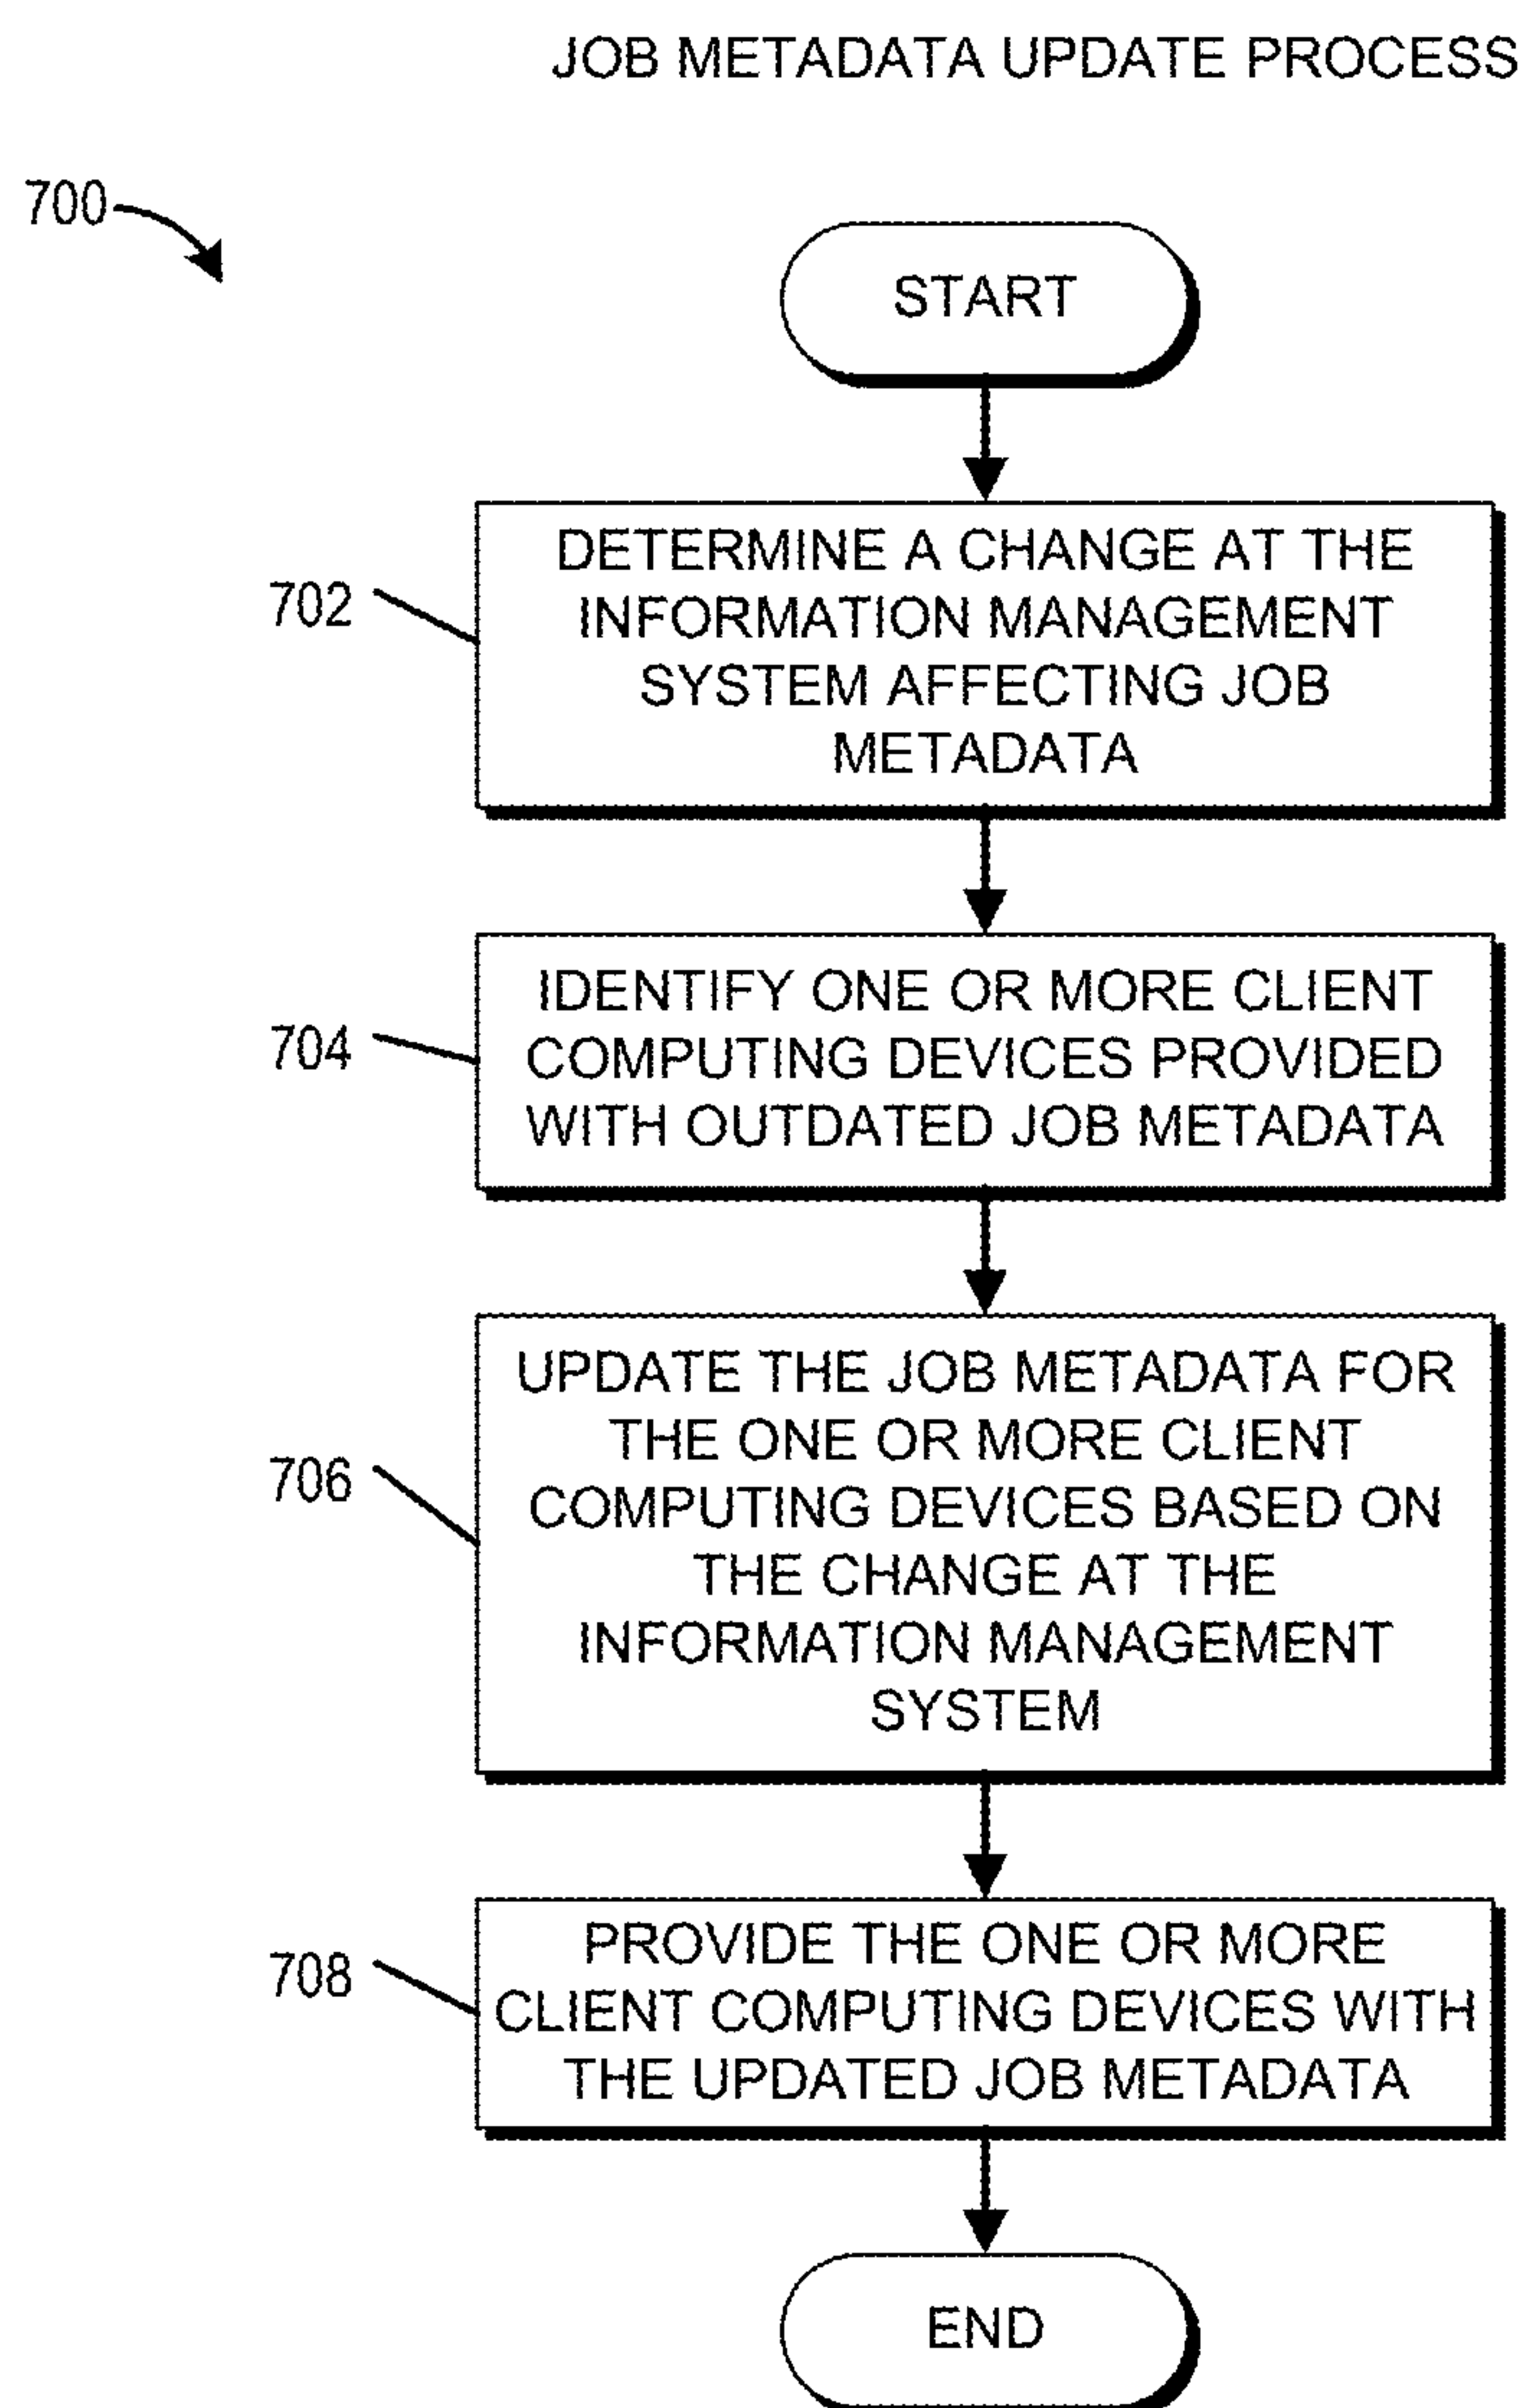 JOB METADATA UPDATE PROCESS
700
START
702
DETERMINE A CHANGE AT THE
INFORMATION MANAGEMENT
SYSTEM AFFECTING JOB
METADATA
704
IDENTIFY ONE OR MORE CLIENT
COMPUTING DEVICES PROVIDED
WITH OUTDATED JOB METADATA
706
UPDATE THE JOB METADATA FOR
THE ONE OR MORE CLIENT
COMPUTING DEVICES BASED ON
THE CHANGE AT THE
INFORMATION MANAGEMENT
SYSTEM
708
PROVIDE THE ONE OR MORE
CLIENT COMPUTING DEVICES WITH
THE UPDATED JOB METADATA
END